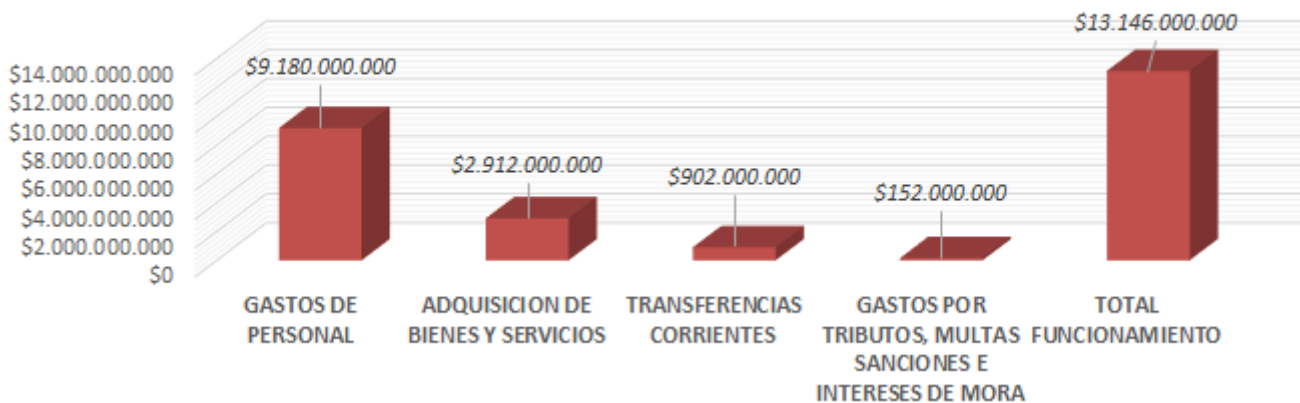 $13.146.000.000
$9.180.000.000
$14.000.000.000
$12.000.000.000
$10.000.000.000
$8.000.000.000
$6.000.000.000
$4.000.000.000
$2.000.000.000
$0
$2.912.000.000
$902.000.000
$152.000.000
GASTOS DE
PERSONAL
ADQUISICION DE
BIENES Y SERVICIOS
TRANSFERENCIAS
CORRIENTES
GASTOS POR
TRIBUTOS, MULTAS
SANCIONES E
INTERESES DE MORA
TOTAL
FUNCIONAMIENTO